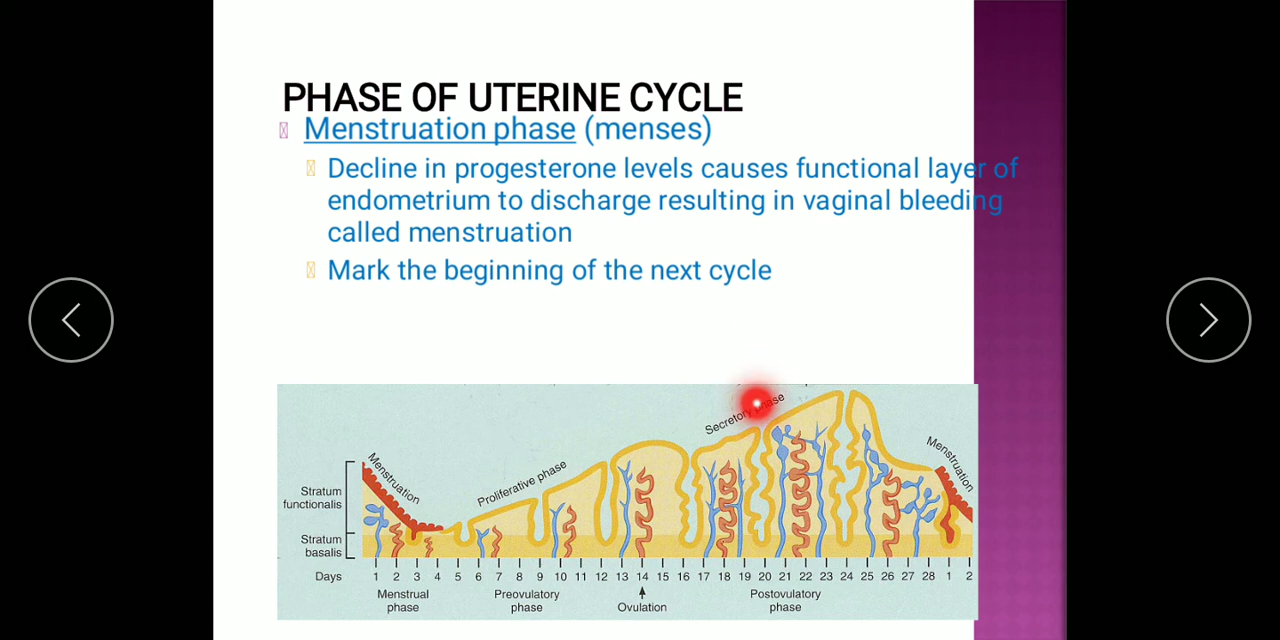 PHASE OF UTERINE CYCLE
Menstruation phase (menses)
Decline in progesterone levels causes functional layer of
endometrium to discharge resulting in vaginal bleeding
called menstruation
Mark the beginning of the next cycle
Menstruation
Proliferative phase
Secretory phase
Menstruation
Stratum
functionalis
Stratum
basalis
Days 1 2 3 4 5 6 7 8 9 10 11 12 13 14 15 16 17 18 19 20 21 22 23 24 25 26 27 28 1 2
Menstrual
phase
Preovulatory
phase
Ovulation
Postovulatory
phase